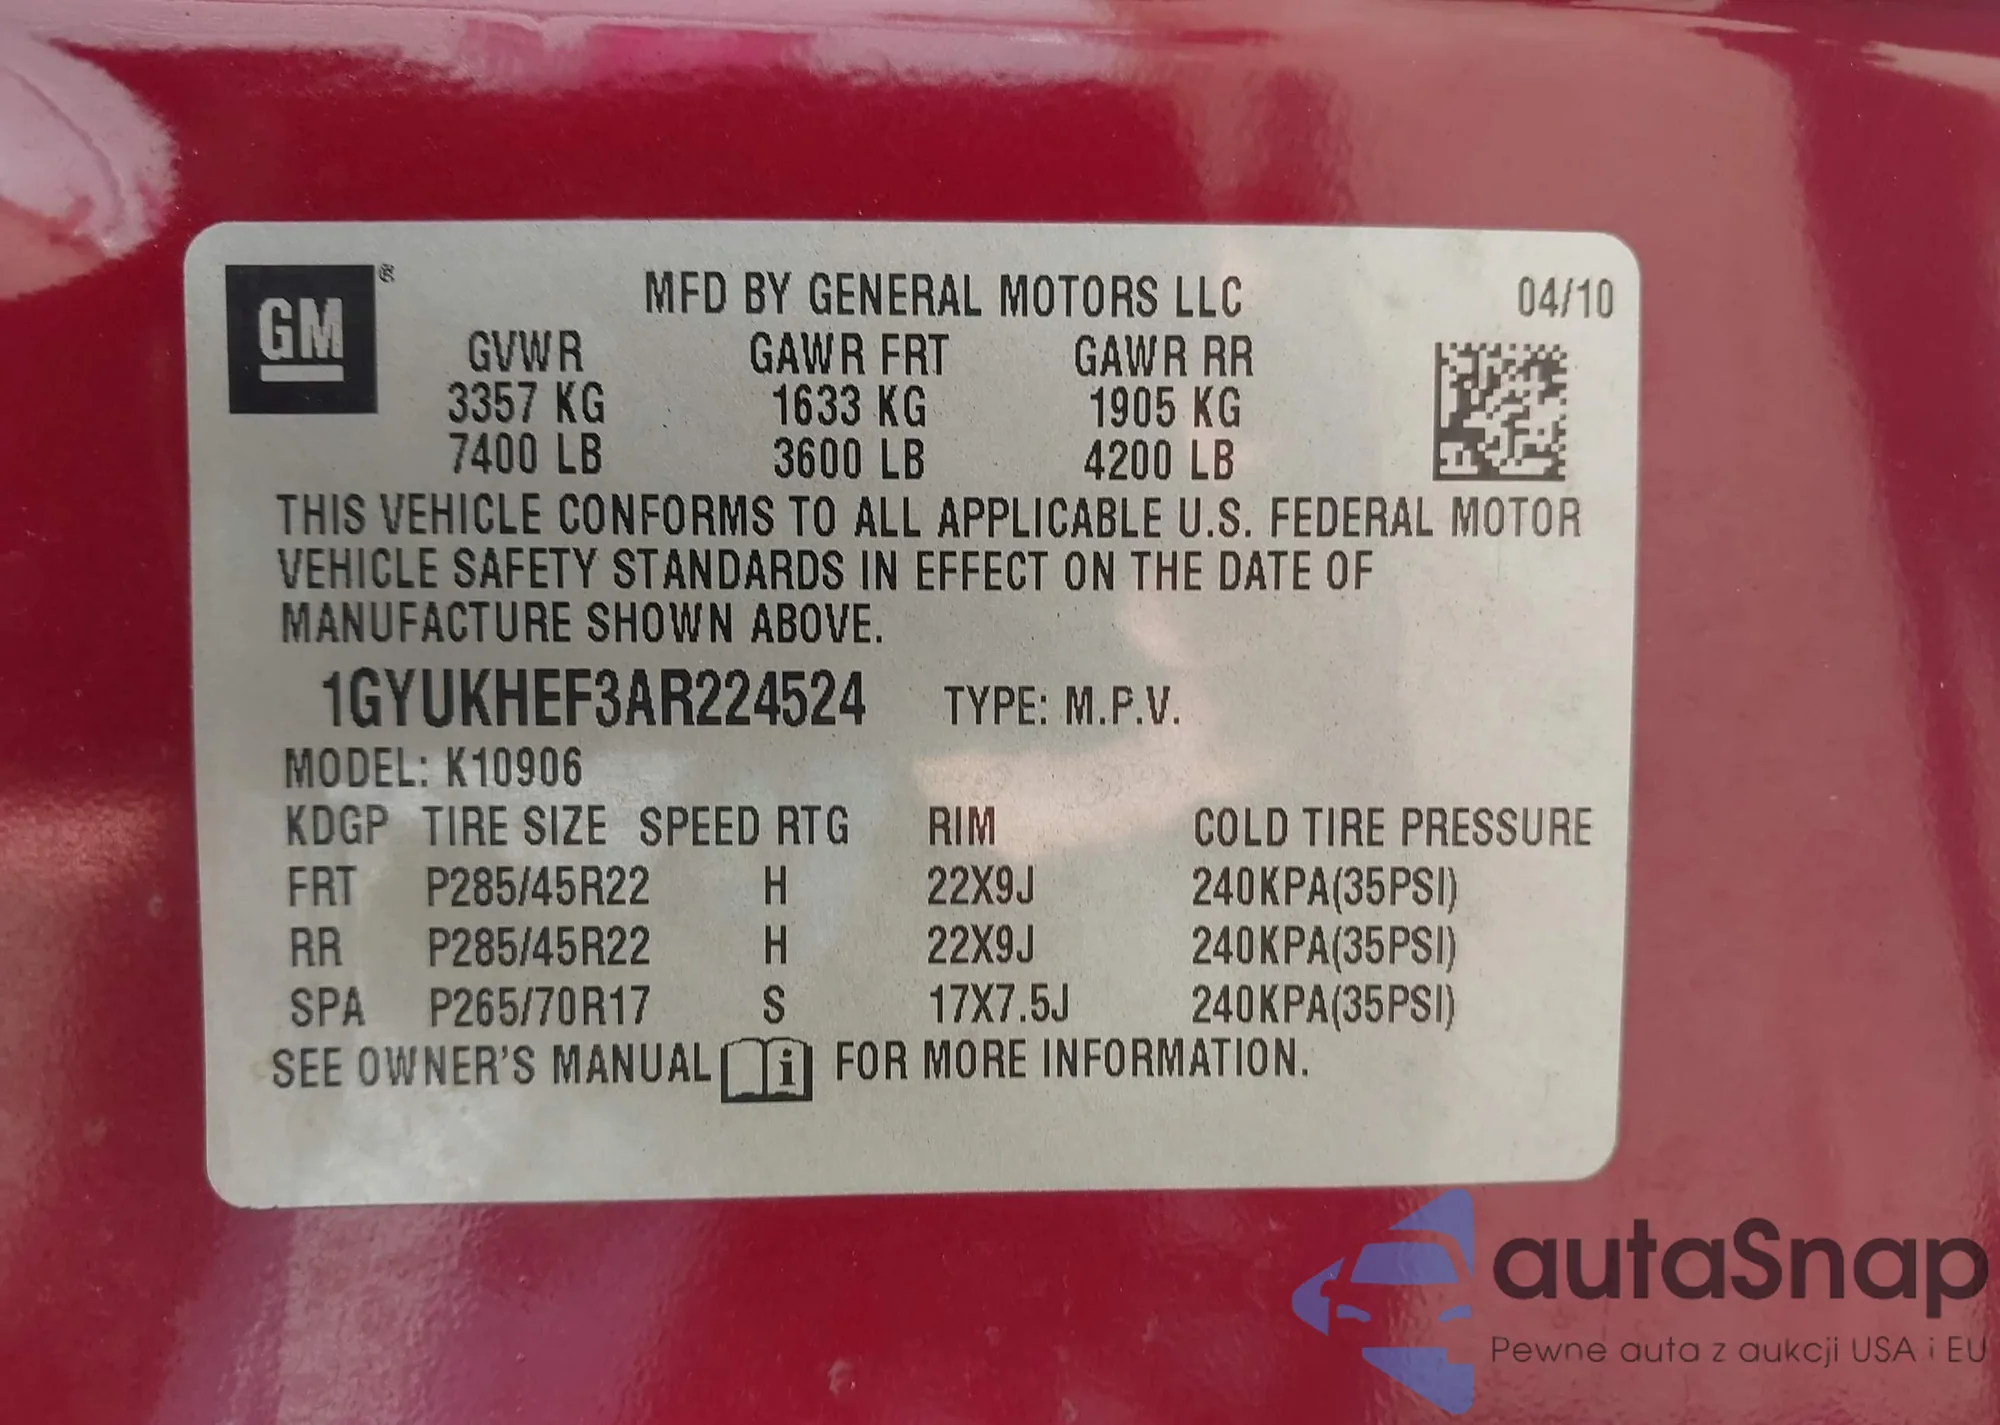 GM ®
MFD BY GENERAL MOTORS LLC 04/10
GVWR GAWR FRT GAWR RR
3357 KG 1633 KG 1905 KG
7400 LB 3600 LB 4200 LB
THIS VEHICLE CONFORMS TO ALL APPLICABLE U.S. FEDERAL MOTOR
VEHICLE SAFETY STANDARDS IN EFFECT ON THE DATE OF
MANUFACTURE SHOWN ABOVE.
1GYUKHEF3AR224524 TYPE: M.P.V.
MODEL: K10906
KDGP TIRE SIZE SPEED RTG RIM COLD TIRE PRESSURE
FRT P285/45R22 H 22X9J 240KPA(35PSI)
RR P285/45R22 H 22X9J 240KPA(35PSI)
SPA P265/70R17 S 17X7.5J 240KPA(35PSI)
SEE OWNER'S MANUAL i FOR MORE INFORMATION.
autaSnap
Pewne auta z aukcji USA i EU